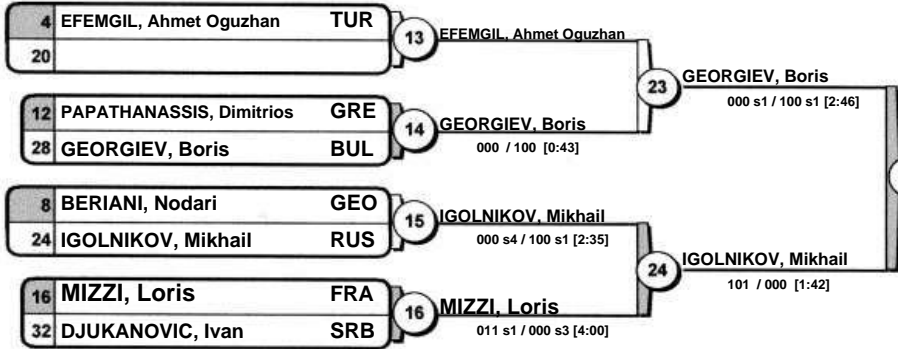 4 EFEMGIL, Ahmet Oguzhan TUR
20
13
EFEMGIL, Ahmet Oguzhan
12 PAPATHANASSIS, Dimitrios GRE
28 GEORGIEV, Boris BUL
14
GEORGIEV, Boris
000 / 100 [0:43]
23
GEORGIEV, Boris
000 s1 / 100 s1 [2:46]
8 BERIANI, Nodari GEO
24 IGOLNIKOV, Mikhail RUS
15
IGOLNIKOV, Mikhail
000 s4 / 100 s1 [2:35]
16 MIZZI, Loris FRA
32 DJUKANOVIC, Ivan SRB
16
MIZZI, Loris
011 s1 / 000 s3 [4:00]
24
IGOLNIKOV, Mikhail
101 / 000 [1:42]